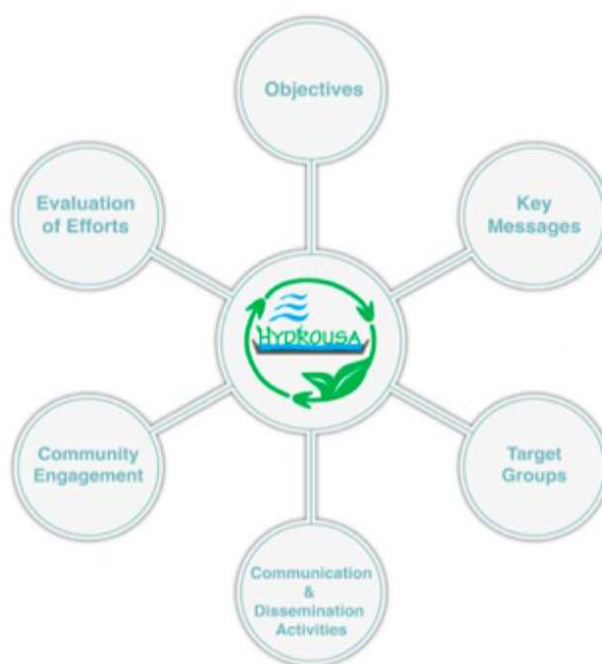 Objectives
Key
Messages
Target
Groups
Communication
&
Dissemination
Activities
Community
Engagement
Evaluation
of Efforts
HYDROUSA